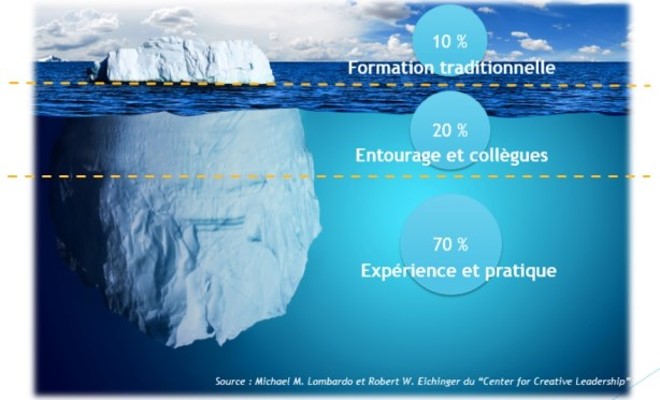 10 %
Formation traditionnelle
20 %
Entourage et collègues
70 %
Expérience et pratique
Source : Michael M. Lombardo et Robert W. Eichinger du “Center for Creative Leadership”